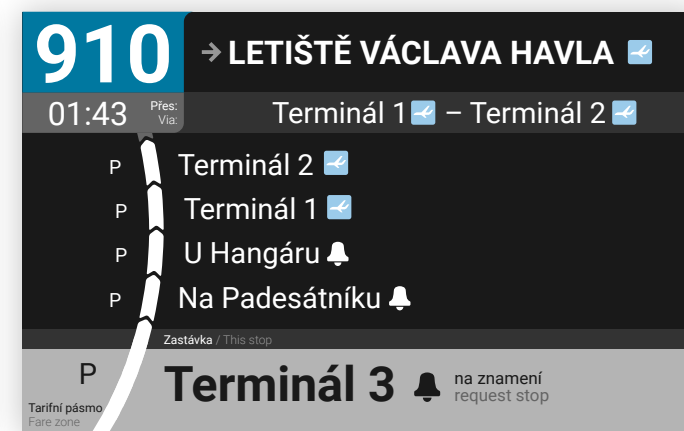 910
→ LETIŠTĚ VÁCLAVA HAVLA
01:43
Přes:
Via:
Terminál 1 – Terminál 2
P Terminál 2
P Terminál 1
P U Hangáru
P Na Padesátníku
Zastávka / This stop
P
Tarifní pásmo
Fare zone
Terminál 3
na znamení
request stop